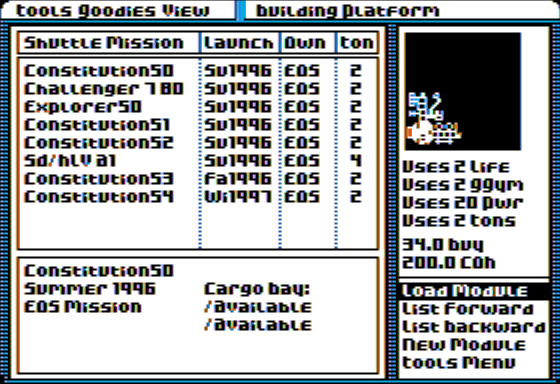 tools Goodies View building Platform
Shuttle Mission Launch Own ton
Constitution50 Su1996 EOS 2
Challenger 7 80 Su1996 EOS 2
Explorer50 Su1996 EOS 2
Constitution51 Su1996 EOS 2
Constitution52 Su1996 EOS 2
Sd/hLV a1 Su1996 EOS 4
Constitution53 Fa1996 EOS 2
Constitution54 Wi1997 EOS 2
Constitution50
Summer 1996 Cargo bay:
EOS Mission /Available
/Available
Uses 2 Life
Uses 2 ggym
Uses 20 pwr
Uses 2 tons
34.0 buy
200.0 COh
Load Module
List Forward
List backward
New Module
tools Menu